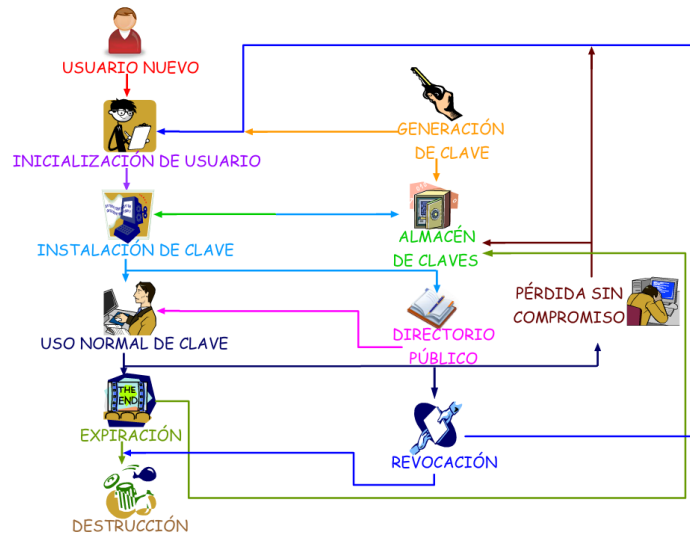 USUARIO NUEVO
GENERACIÓN
DE CLAVE
INICIALIZACIÓN DE USUARIO
INSTALACIÓN DE CLAVE
ALMACÉN
DE CLAVES
PÉRDIDA SIN
COMPROMISO
USO NORMAL DE CLAVE
DIRECTORIO
PÚBLICO
THE
END
EXPIRACIÓN
REVOCACIÓN
DESTRUCCIÓN